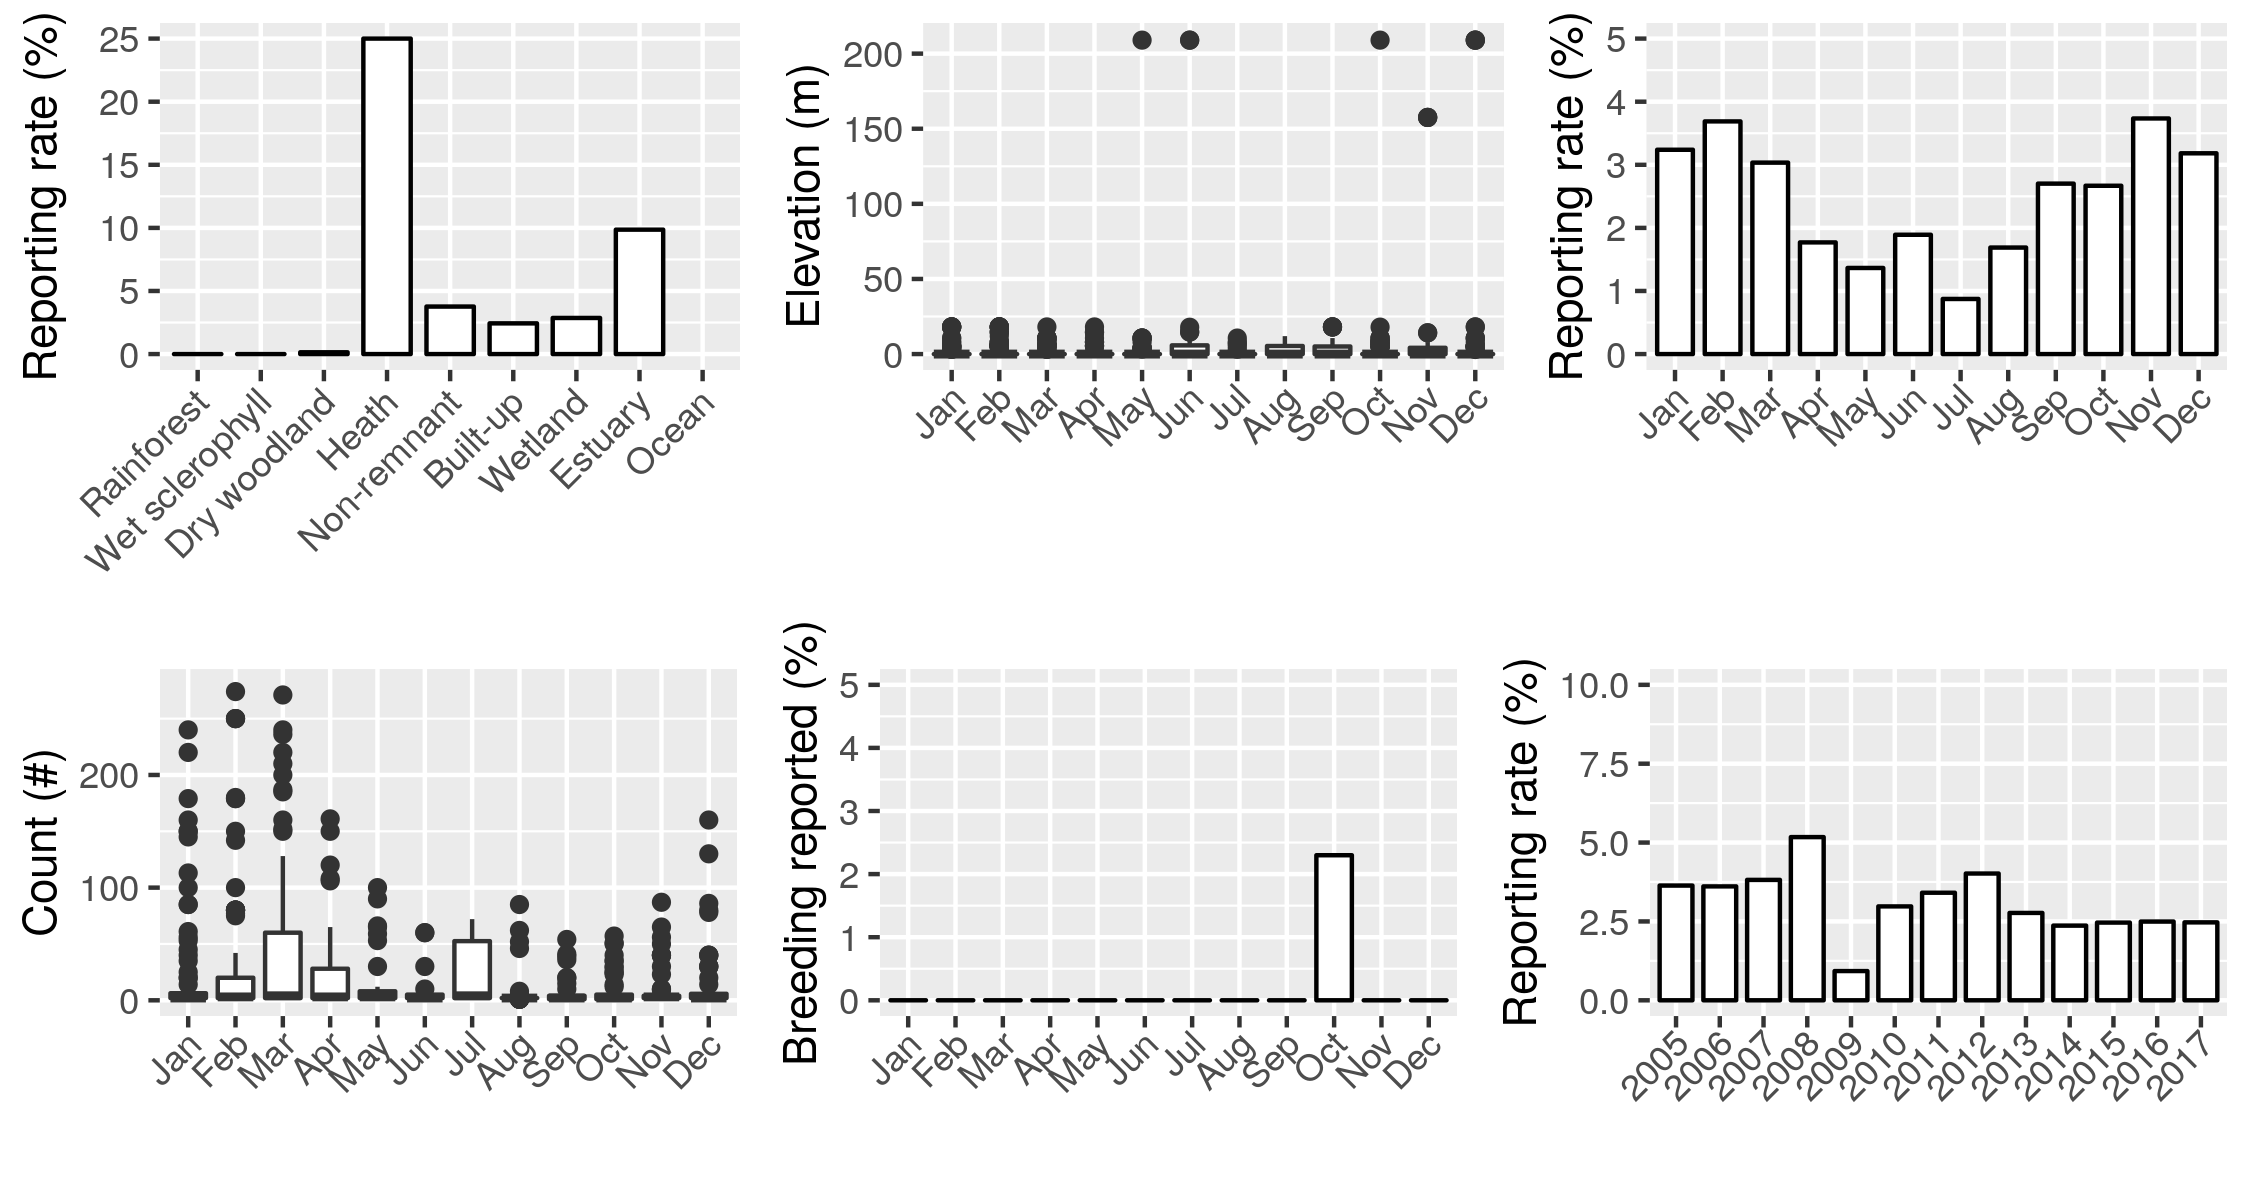 Reporting rate (%)
25
20
15
10
5
0
Rainforest
Wet sclerophyll
Dry woodland
Heath
Non-remnant
Built-up
Wetland
Estuary
Ocean
Elevation (m)
200
150
100
50
0
Jan
Feb
Mar
Apr
May
Jun
Jul
Aug
Sep
Oct
Nov
Dec
Reporting rate (%)
5
4
3
2
1
0
Jan
Feb
Mar
Apr
May
Jun
Jul
Aug
Sep
Oct
Nov
Dec
Count (#)
200
100
0
Jan
Feb
Mar
Apr
May
Jun
Jul
Aug
Sep
Oct
Nov
Dec
Breeding reported (%)
5
4
3
2
1
0
Jan
Feb
Mar
Apr
May
Jun
Jul
Aug
Sep
Oct
Nov
Dec
Reporting rate (%)
10.0
7.5
5.0
2.5
0.0
2005
2006
2007
2008
2009
2010
2011
2012
2013
2014
2015
2016
2017